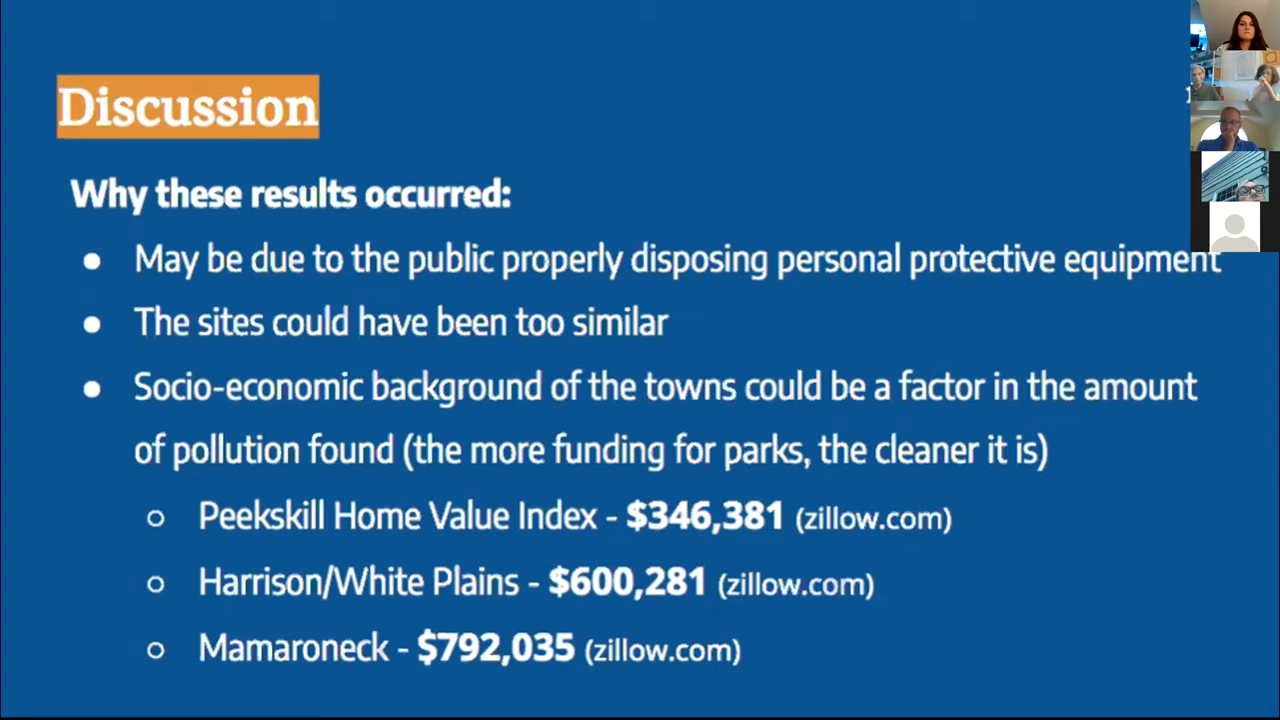 Discussion
Why these results occurred:
● May be due to the public properly disposing personal protective equipment
● The sites could have been too similar
● Socio-economic background of the towns could be a factor in the amount
of pollution found (the more funding for parks, the cleaner it is)
○ Peekskill Home Value Index - $346,381 (zillow.com)
○ Harrison/White Plains - $600,281 (zillow.com)
○ Mamaroneck - $792,035 (zillow.com)